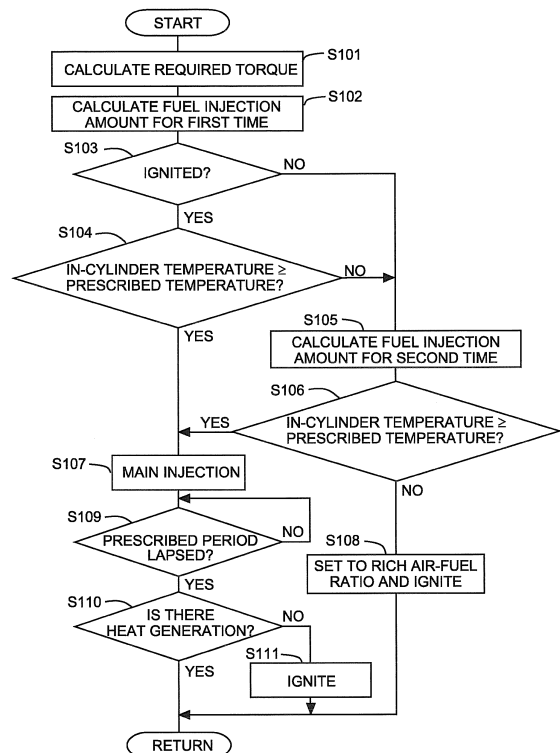 START
S101
CALCULATE REQUIRED TORQUE
S102
CALCULATE FUEL INJECTION
AMOUNT FOR FIRST TIME
S103
IGNITED?
NO
YES
S104
IN-CYLINDER TEMPERATURE ≥
PRESCRIBED TEMPERATURE?
NO
YES
S105
CALCULATE FUEL INJECTION
AMOUNT FOR SECOND TIME
S106
IN-CYLINDER TEMPERATURE ≥
PRESCRIBED TEMPERATURE?
YES
NO
S107
MAIN INJECTION
S109
PRESCRIBED PERIOD
LAPSED?
NO
YES
S108
SET TO RICH AIR-FUEL
RATIO AND IGNITE
S110
IS THERE
HEAT GENERATION?
NO
YES
S111
IGNITE
RETURN